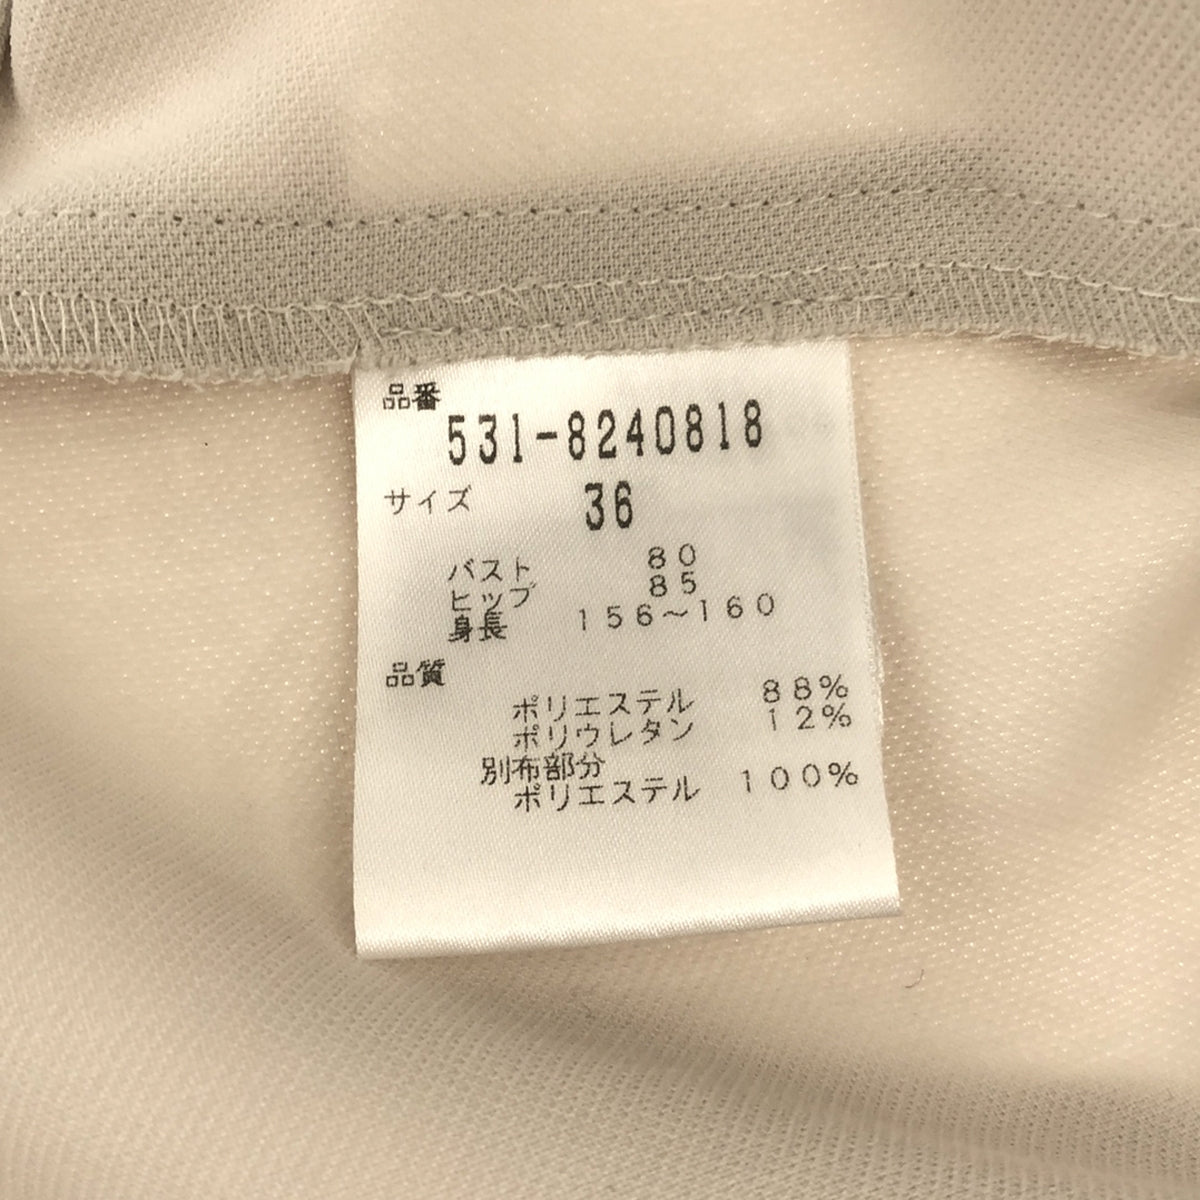 品番
531-8240818
サイズ 36
バスト 80
ヒップ 85
身長 156～160
品質
ポリエステル 88%
ポリウレタン 12%
別布部分
ポリエステル 100%